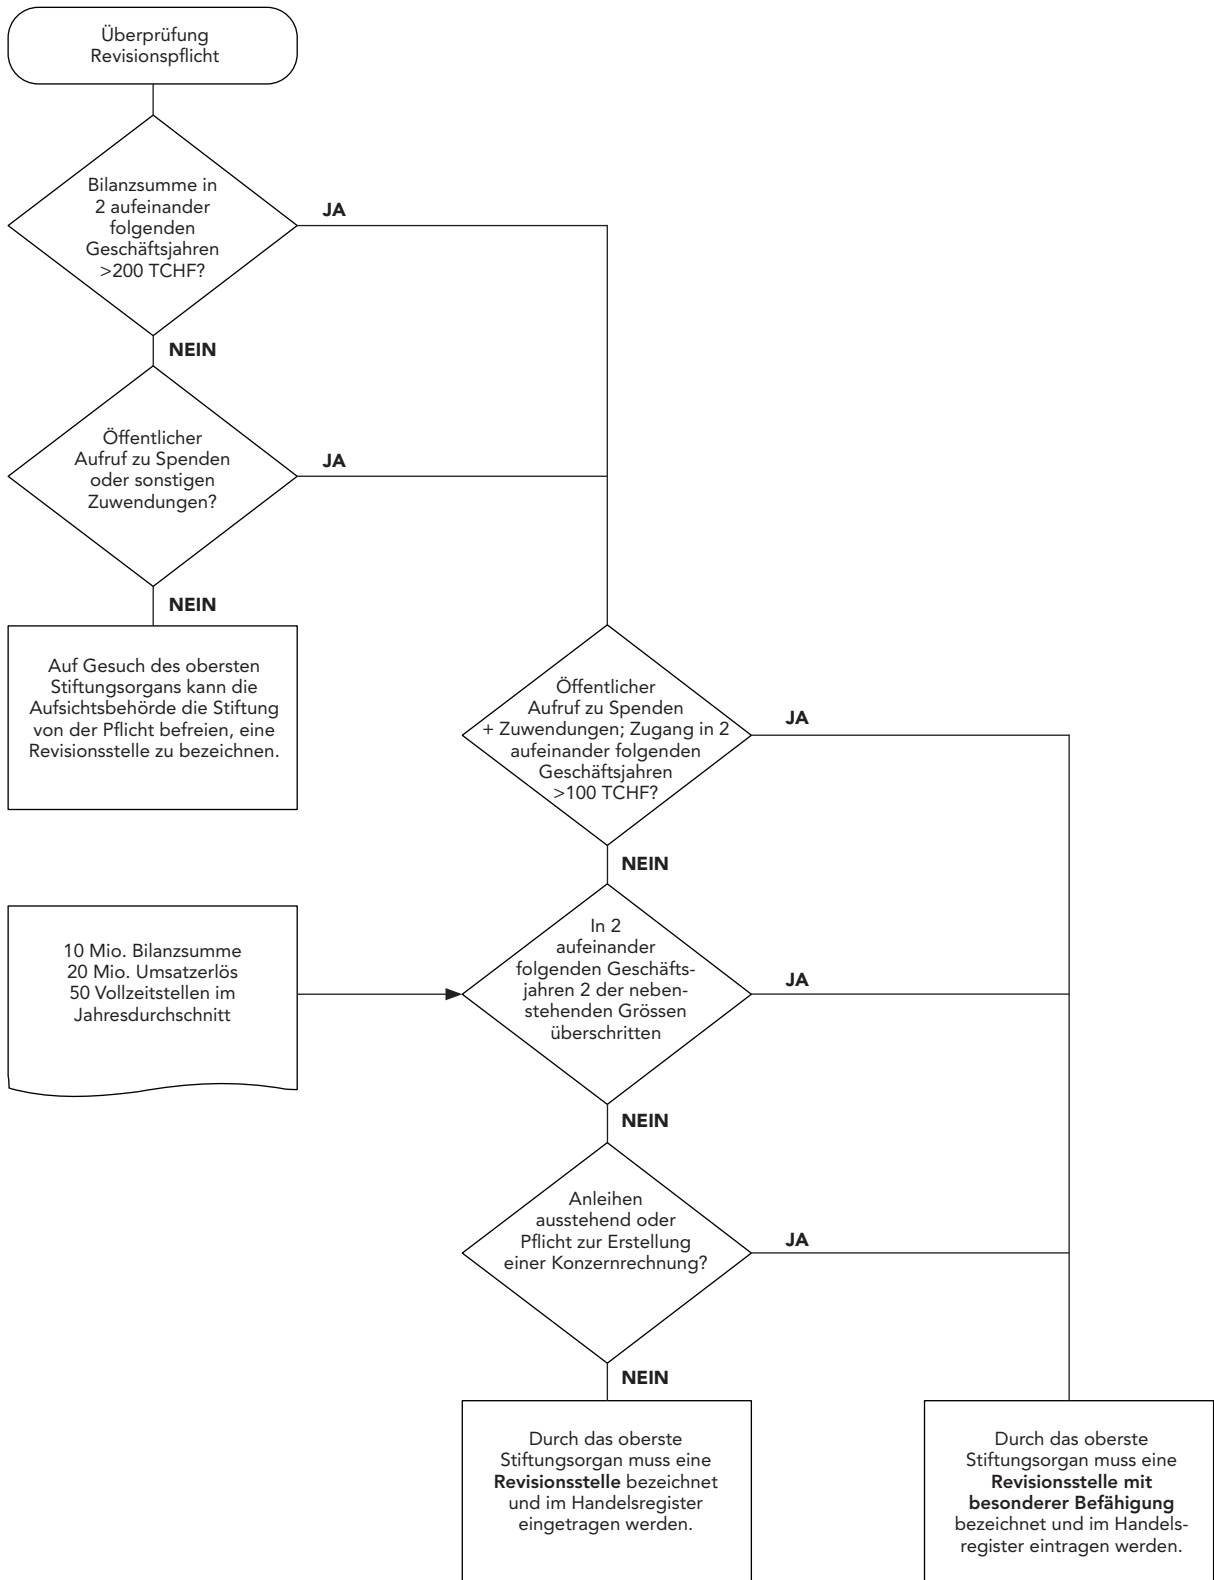 Überprüfung
Revisionspflicht
Bilanzsumme in
2 aufeinander
folgenden
Geschäftsjahren
>200 TCHF?
JA
NEIN
Öffentlicher
Aufruf zu Spenden
oder sonstigen
Zuwendungen?
JA
NEIN
Auf Gesuch des obersten
Stiftungsorgans kann die
Aufsichtsbehörde die Stiftung
von der Pflicht befreien, eine
Revisionsstelle zu bezeichnen.
Öffentlicher
Aufruf zu Spenden
+ Zuwendungen; Zugang in 2
aufeinander folgenden
Geschäftsjahren
>100 TCHF?
JA
NEIN
10 Mio. Bilanzsumme
20 Mio. Umsatzerlös
50 Vollzeitstellen im
Jahresdurchschnitt
In 2
aufeinander
folgenden Geschäfts-
jahren 2 der neben-
stehenden Grössen
überschritten
JA
NEIN
Anleihen
ausstehend oder
Pflicht zur Erstellung
einer Konzernrechnung?
JA
NEIN
Durch das oberste
Stiftungsorgan muss eine
Revisionsstelle bezeichnet
und im Handelsregister
eingetragen werden.
Durch das oberste
Stiftungsorgan muss eine
Revisionsstelle mit
besonderer Befähigung
bezeichnet und im Handels-
register eintragen werden.